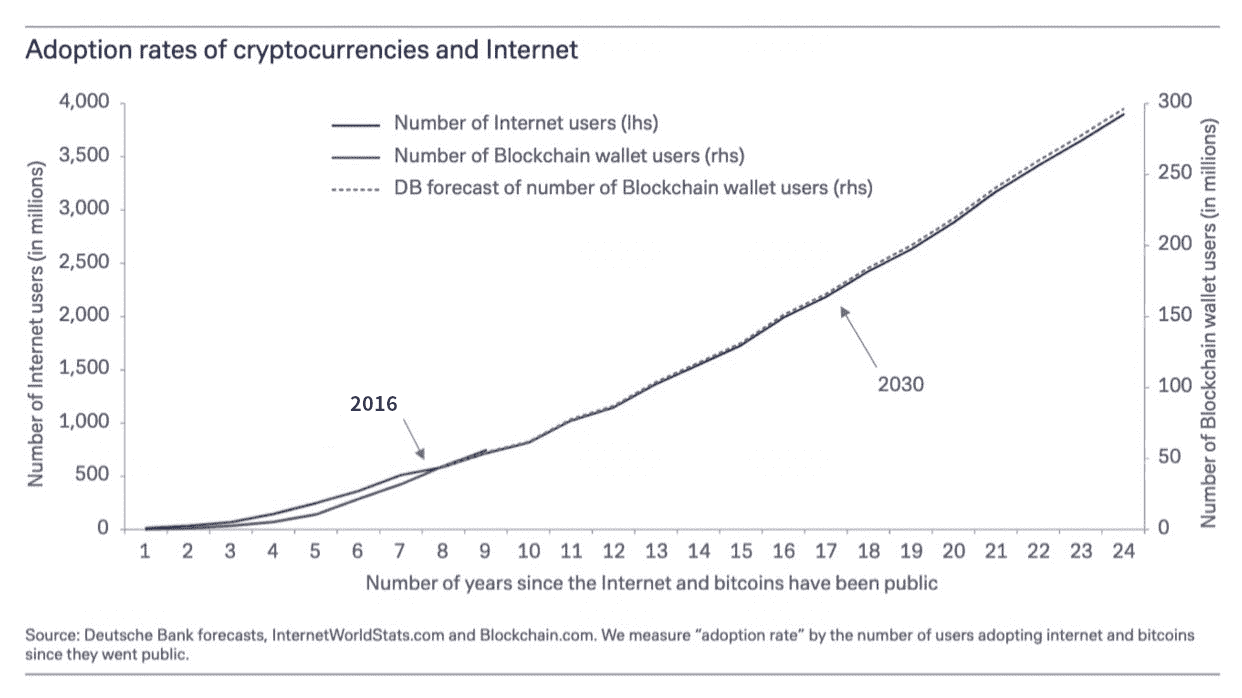 Adoption rates of cryptocurrencies and Internet
4,000
3,500
3,000
2,500
2,000
1,500
1,000
500
0
Number of Internet users (in millions)
Number of Internet users (lhs)
Number of Blockchain wallet users (rhs)
DB forecast of number of Blockchain wallet users (rhs)
2016
2030
300
250
200
150
100
50
0
Number of Blockchain wallet users (in millions)
1 2 3 4 5 6 7 8 9 10 11 12 13 14 15 16 17 18 19 20 21 22 23 24
Number of years since the Internet and bitcoins have been public
Source: Deutsche Bank forecasts, InternetWorldStats.com and Blockchain.com. We measure “adoption rate” by the number of users adopting internet and bitcoins
since they went public.